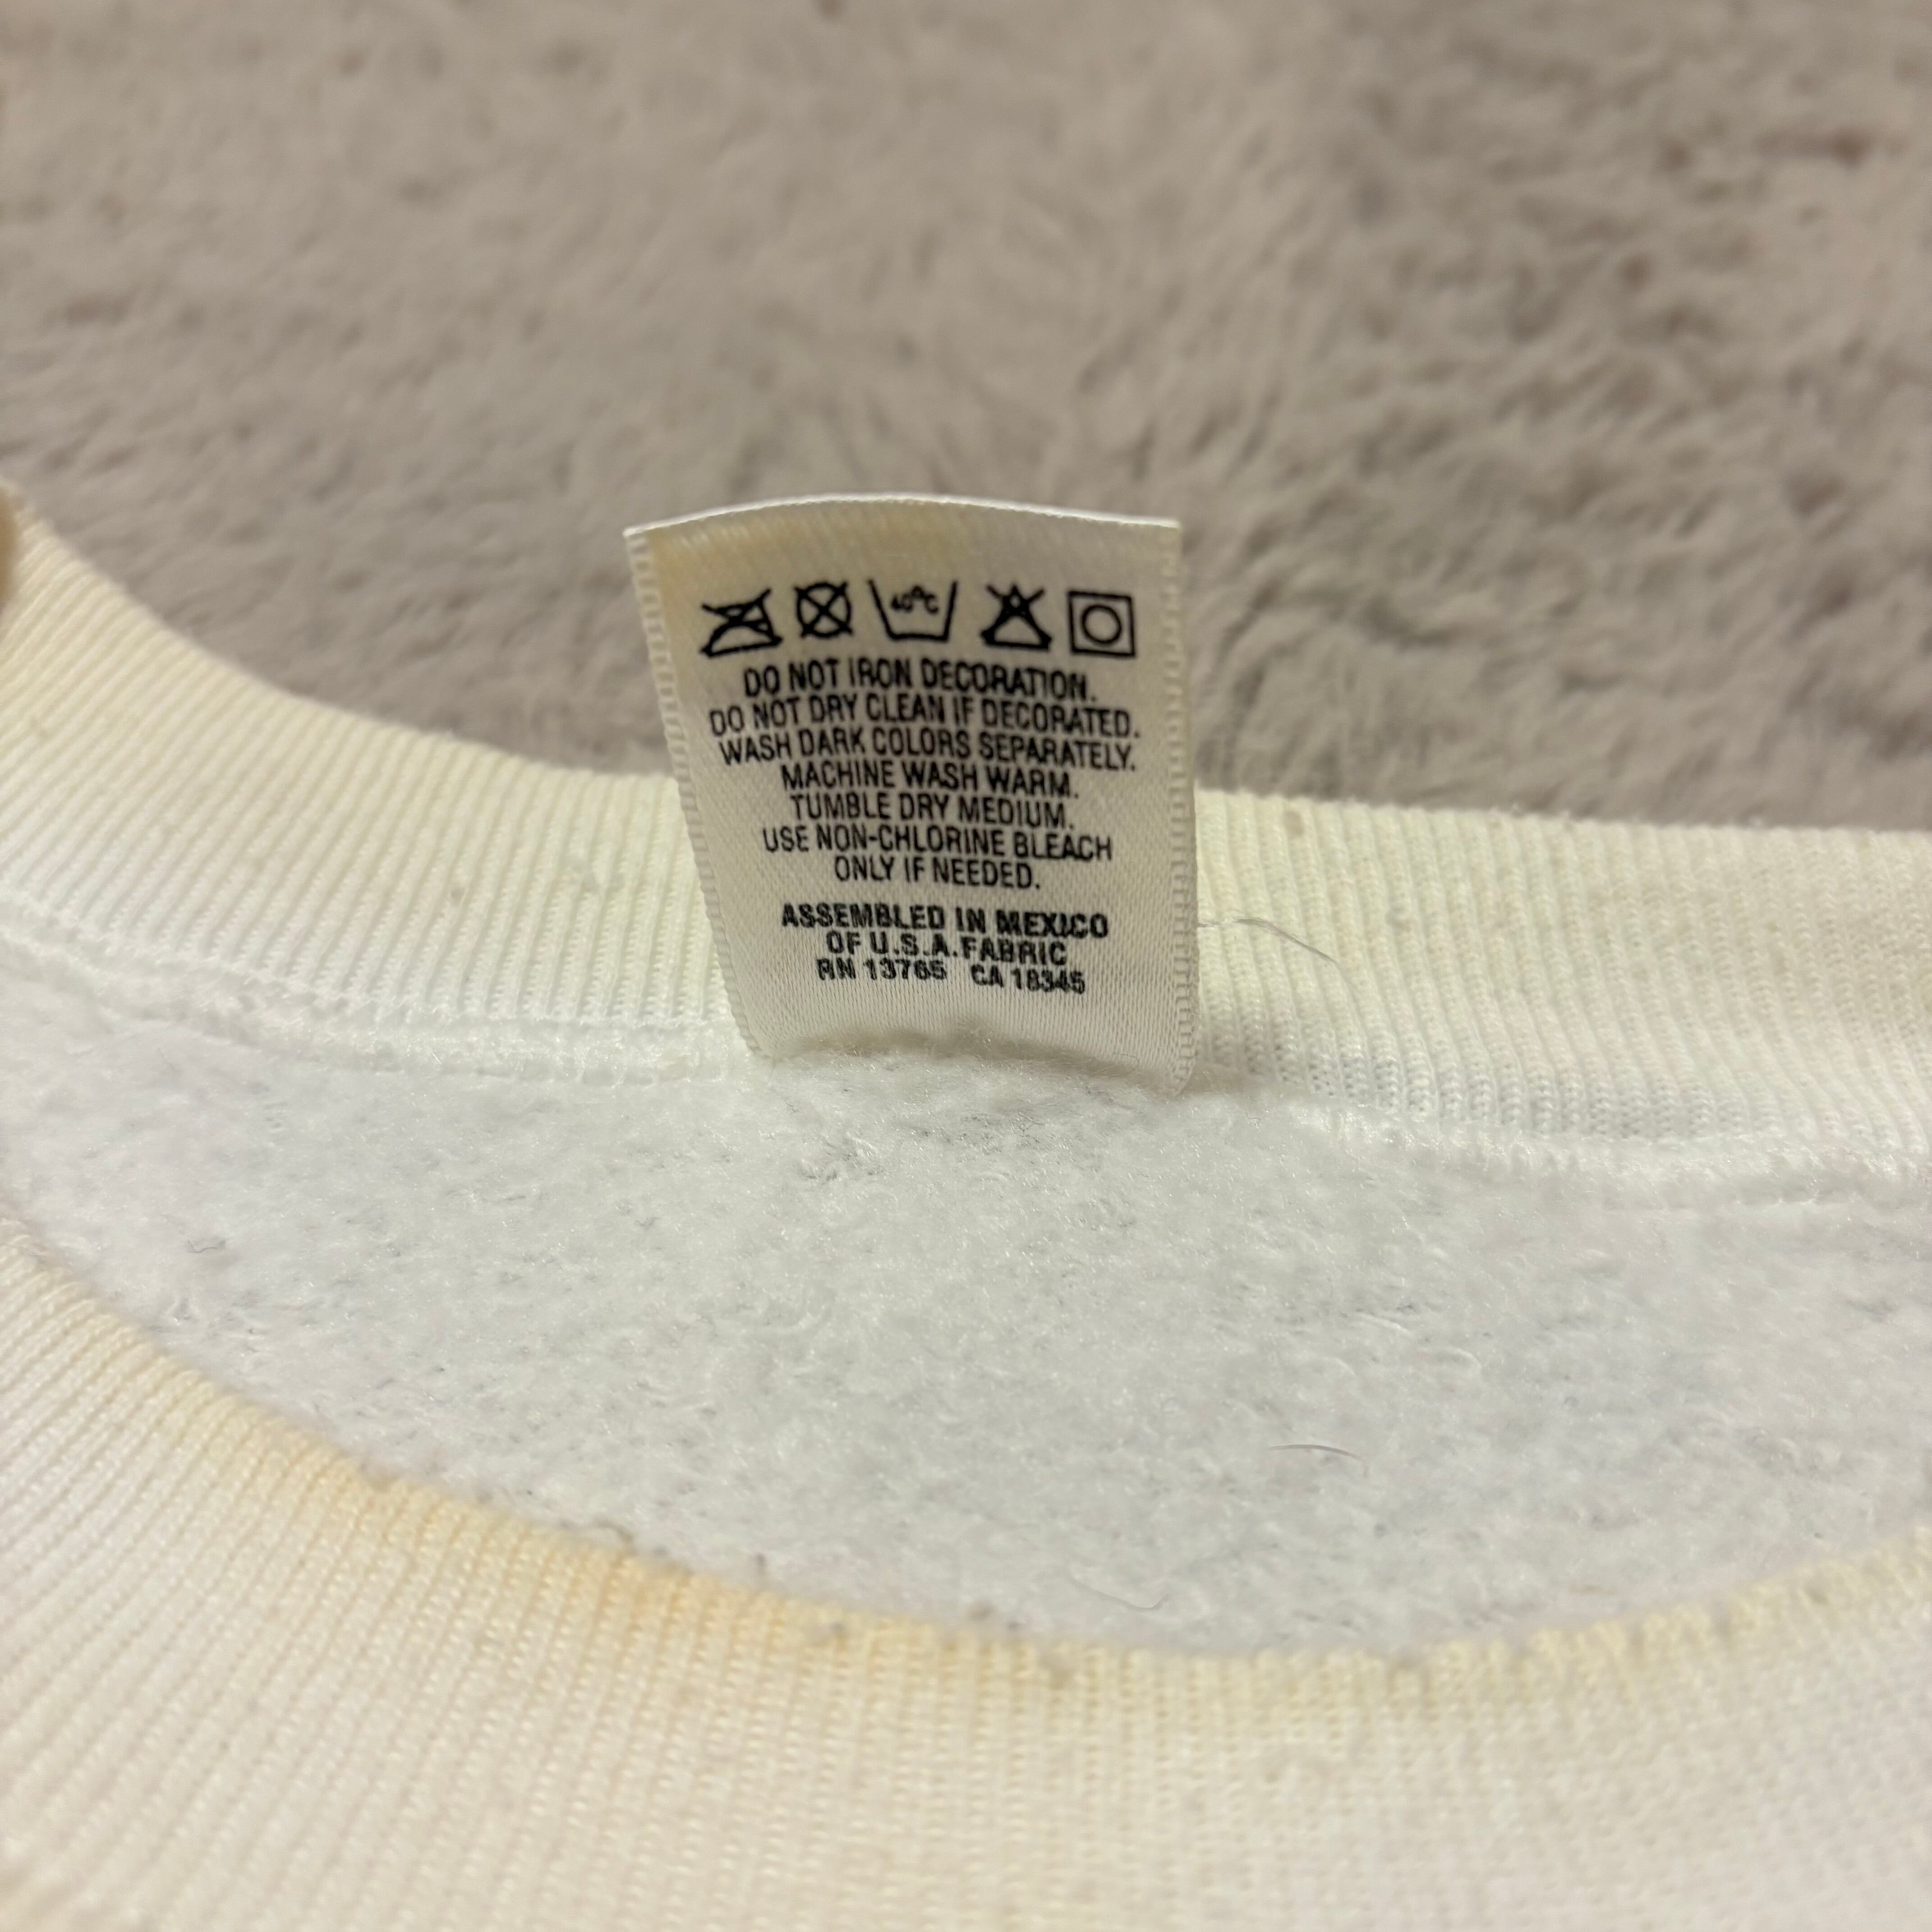 40°C
DO NOT IRON DECORATION.
DO NOT DRY CLEAN IF DECORATED.
WASH DARK COLORS SEPARATELY.
MACHINE WASH WARM.
TUMBLE DRY MEDIUM.
USE NON-CHLORINE BLEACH
ONLY IF NEEDED.
ASSEMBLED IN MEXICO
OF U.S.A. FABRIC
RN 13765 CA 18345